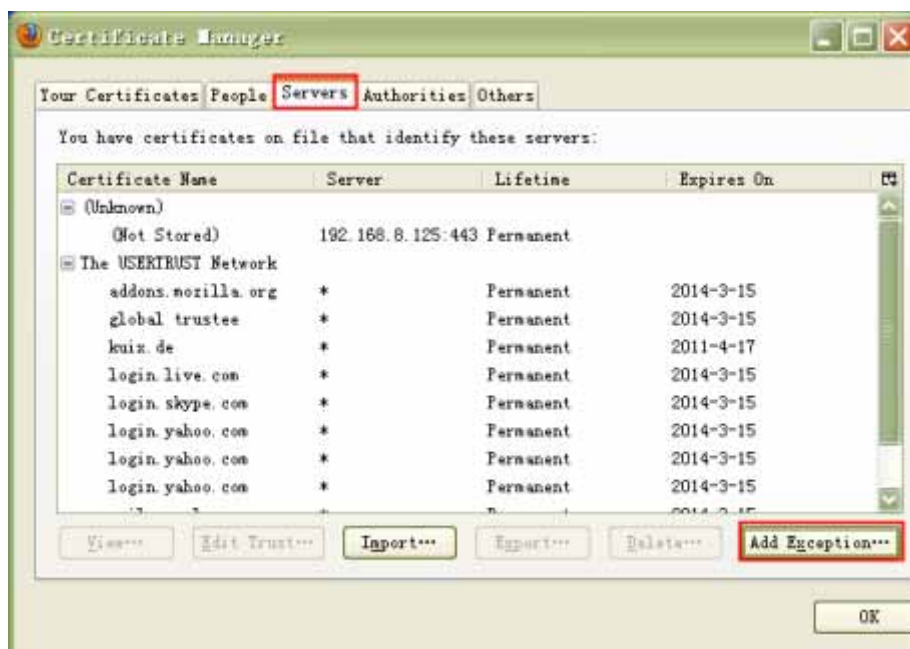 Certificate Manager
Your Certificates People Servers Authorities Others
You have certificates on file that identify these servers:
Certificate Name Server Lifetime Expires On
(Unknown)
(Not Stored) 192.168.8.125:443 Permanent
The USERTRUST Network
addons.mozilla.org * Permanent 2014-3-15
global trustee * Permanent 2014-3-15
kuix.de * Permanent 2011-4-17
login.live.com * Permanent 2014-3-15
login.skype.com * Permanent 2014-3-15
login.yahoo.com * Permanent 2014-3-15
login.yahoo.com * Permanent 2014-3-15
login.yahoo.com * Permanent 2014-3-15
View... Edit Trust... Import... Export... Delete... Add Exception...
OK